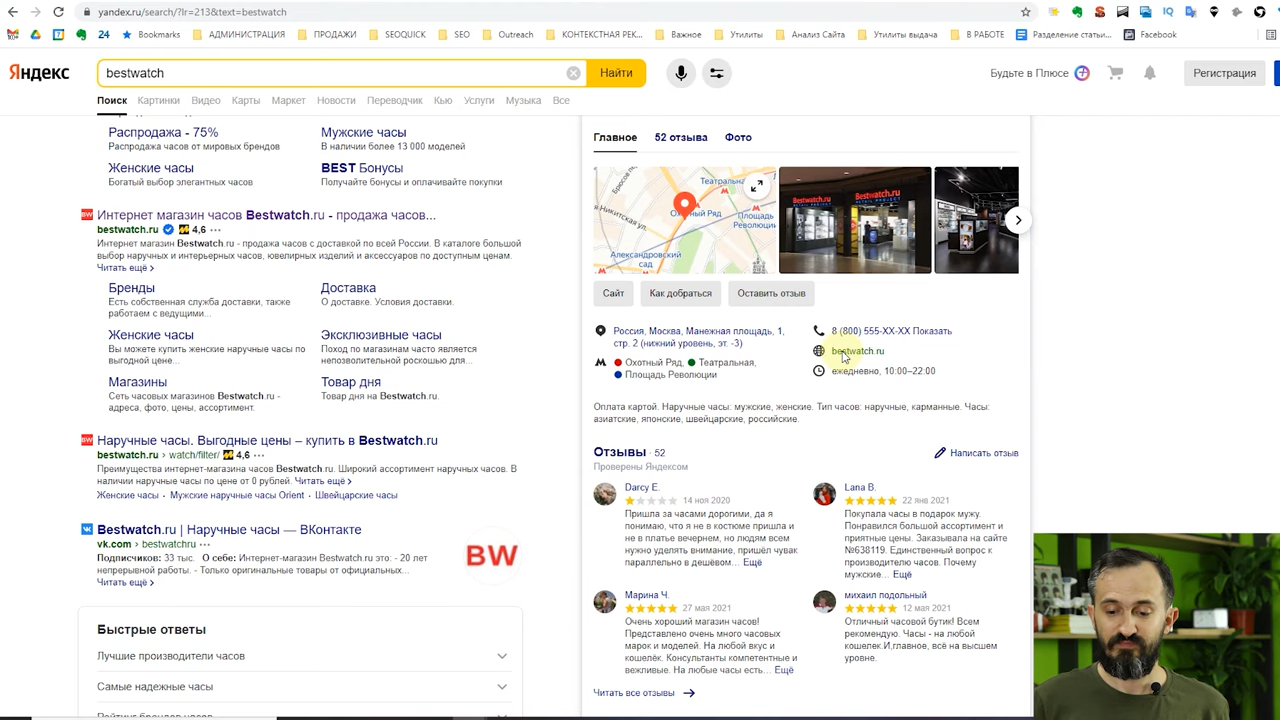 yandex.ru/search/?lr=213&text=bestwatch
24
Bookmarks
АДМИНИСТРАЦИЯ
ПРОДАЖИ
SEOQUICK
SEO
Outreach
КОНТЕКСТНАЯ РЕК...
Важное
Утилиты
Анализ Сайта
Утилиты выдача
В РАБОТЕ
Разделение статьи...
Facebook
Яндекс
bestwatch
Найти
Будьте в Плюсе
Регистрация
Поиск Картинки Видео Карты Маркет Новости Переводчик Кью Услуги Музыка Все
Распродажа - 75%
Распродажа часов от мировых брендов
Мужские часы
В наличии более 13 000 моделей
Женские часы
Богатый выбор элегантных часов
BEST Бонусы
Получайте бонусы и оплачивайте покупки
BW Интернет магазин часов Bestwatch.ru - продажа часов...
bestwatch.ru 4,6 ···
Интернет магазин Bestwatch.ru - продажа часов с доставкой по всей России. В каталоге большой
выбор наручных и интерьерных часов, ювелирных изделий и аксессуаров по доступным ценам.
Читать ещё >
Бренды
Есть собственная служба доставки, также
работаем с ведущими...
Доставка
О доставке. Условия доставки.
Женские часы
Вы можете купить женские наручные часы по
выгодной цене...
Эксклюзивные часы
Поход по магазинам часто является
непозволительной роскошью для...
Магазины
Сеть часовых магазинов Bestwatch.ru -
адреса, фото, цены, ассортимент.
Товар дня
Товар дня на Bestwatch.ru.
BW Наручные часы. Выгодные цены – купить в Bestwatch.ru
bestwatch.ru › watch/filter/ 4,6 ···
Преимущества интернет-магазина часов Bestwatch.ru. Широкий ассортимент наручных часов. В
наличии наручные часы по цене от 0 рублей. Читать ещё >
Женские часы · Мужские наручные часы Orient · Швейцарские часы
Bestwatch.ru | Наручные часы — ВКонтакте
vk.com › bestwatchru ···
Подписчиков: 33 тыс. О себе: Интернет-магазин Bestwatch.ru это: - 20 лет
непрерывной работы. - Только оригинальные товары от официальных...
Читать ещё >
BW
Быстрые ответы
Лучшие производители часов
Самые надежные часы
Рейтинг брендов часов
Главное 52 отзыва Фото
Театральна
Охотный Ряд
Площадь
Революции
Александровский
сад
Bestwatch.ru
Bestwatch.ru
Сайт
Как добраться
Оставить отзыв
Россия, Москва, Манежная площадь, 1,
стр. 2 (нижний уровень, эт. -3)
Охотный Ряд, Театральная,
Площадь Революции
8 (800) 555-XX-XX Показать
bestwatch.ru
ежедневно, 10:00–22:00
Оплата картой. Наручные часы: мужские, женские. Тип часов: наручные, карманные. Часы:
азиатские, японские, швейцарские, российские.
Отзывы · 52
Проверены Яндексом
Написать отзыв
Darcy E.
14 ноя 2020
Пришла за часами дорогими, да я
понимаю, что я не в костюме пришла и
не в платье вечернем, но людям всем
нужно уделять внимание, пришёл чувак
параллельно в дешёвом... Ещё
Lana B.
22 янв 2021
Покупала часы в подарок мужу.
Понравился большой ассортимент и
приятные цены. Заказывала на сайте
№638119. Единственный вопрос к
производителю часов. Почему
мужские... Ещё
Марина Ч.
27 мая 2021
Очень хороший магазин часов!
Представлено очень много часовых
марок и моделей. На любой вкус и
кошелёк. Консультанты компетентные и
вежливые. На любые часы есть... Ещё
михаил подольный
12 мая 2021
Отличный часовой бутик! Всем
рекомендую. Часы - на любой
кошелек.И,главное, всё на высшем
уровне.
Читать все отзывы